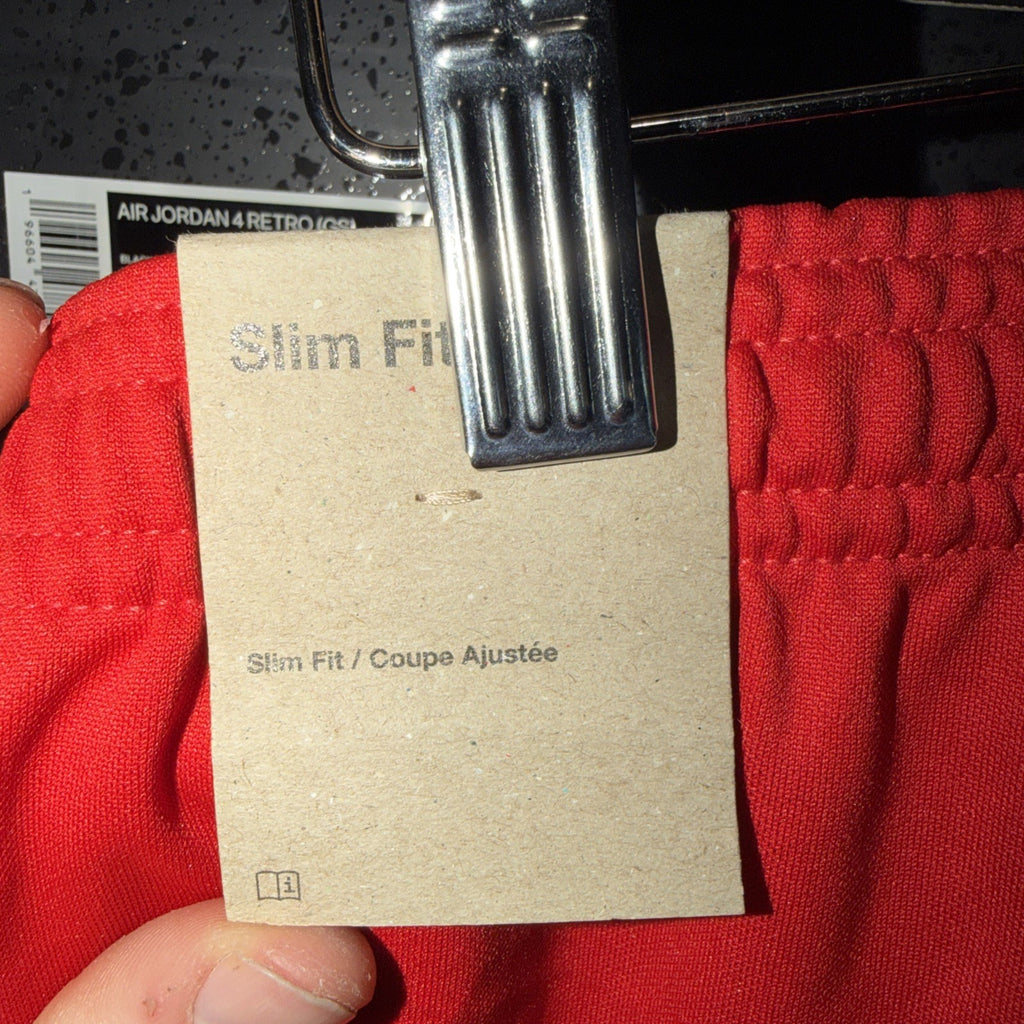 AIR JORDAN 4 RETRO (GS)
Slim Fit
Slim Fit / Coupe Ajustée
i